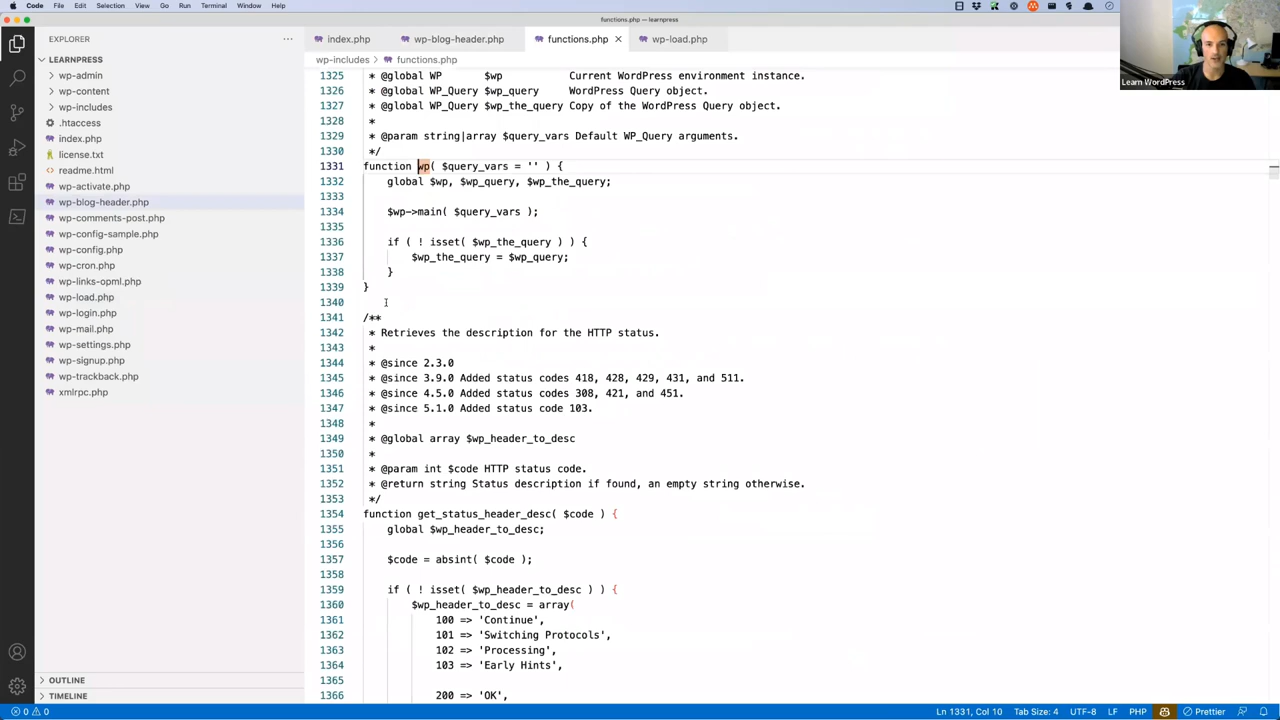 Code File Edit Selection View Go Run Terminal Window Help
functions.php - learnpress
EXPLORER
LEARNPRESS
wp-admin
wp-content
wp-includes
.htaccess
index.php
license.txt
readme.html
wp-activate.php
wp-blog-header.php
wp-comments-post.php
wp-config-sample.php
wp-config.php
wp-cron.php
wp-links-opml.php
wp-load.php
wp-login.php
wp-mail.php
wp-settings.php
wp-signup.php
wp-trackback.php
xmlrpc.php
OUTLINE
TIMELINE
index.php wp-blog-header.php functions.php wp-load.php
wp-includes > functions.php
1325 * @global WP $wp Current WordPress environment instance.
1326 * @global WP_Query $wp_query WordPress Query object.
1327 * @global WP_Query $wp_the_query Copy of the WordPress Query object.
1328 *
1329 * @param string|array $query_vars Default WP_Query arguments.
1330 */
1331 function wp( $query_vars = '' ) {
1332 global $wp, $wp_query, $wp_the_query;
1333
1334 $wp->main( $query_vars );
1335
1336 if ( ! isset( $wp_the_query ) ) {
1337 $wp_the_query = $wp_query;
1338 }
1339 }
1340
1341 /**
1342 * Retrieves the description for the HTTP status.
1343 *
1344 * @since 2.3.0
1345 * @since 3.9.0 Added status codes 418, 428, 429, 431, and 511.
1346 * @since 4.5.0 Added status codes 308, 421, and 451.
1347 * @since 5.1.0 Added status code 103.
1348 *
1349 * @global array $wp_header_to_desc
1350 *
1351 * @param int $code HTTP status code.
1352 * @return string Status description if found, an empty string otherwise.
1353 */
1354 function get_status_header_desc( $code ) {
1355 global $wp_header_to_desc;
1356
1357 $code = absint( $code );
1358
1359 if ( ! isset( $wp_header_to_desc ) ) {
1360 $wp_header_to_desc = array(
1361 100 => 'Continue',
1362 101 => 'Switching Protocols',
1363 102 => 'Processing',
1364 103 => 'Early Hints',
1365
1366 200 => 'OK',
Learn WordPress
0 0
Ln 1331, Col 10 Tab Size: 4 UTF-8 LF PHP Prettier